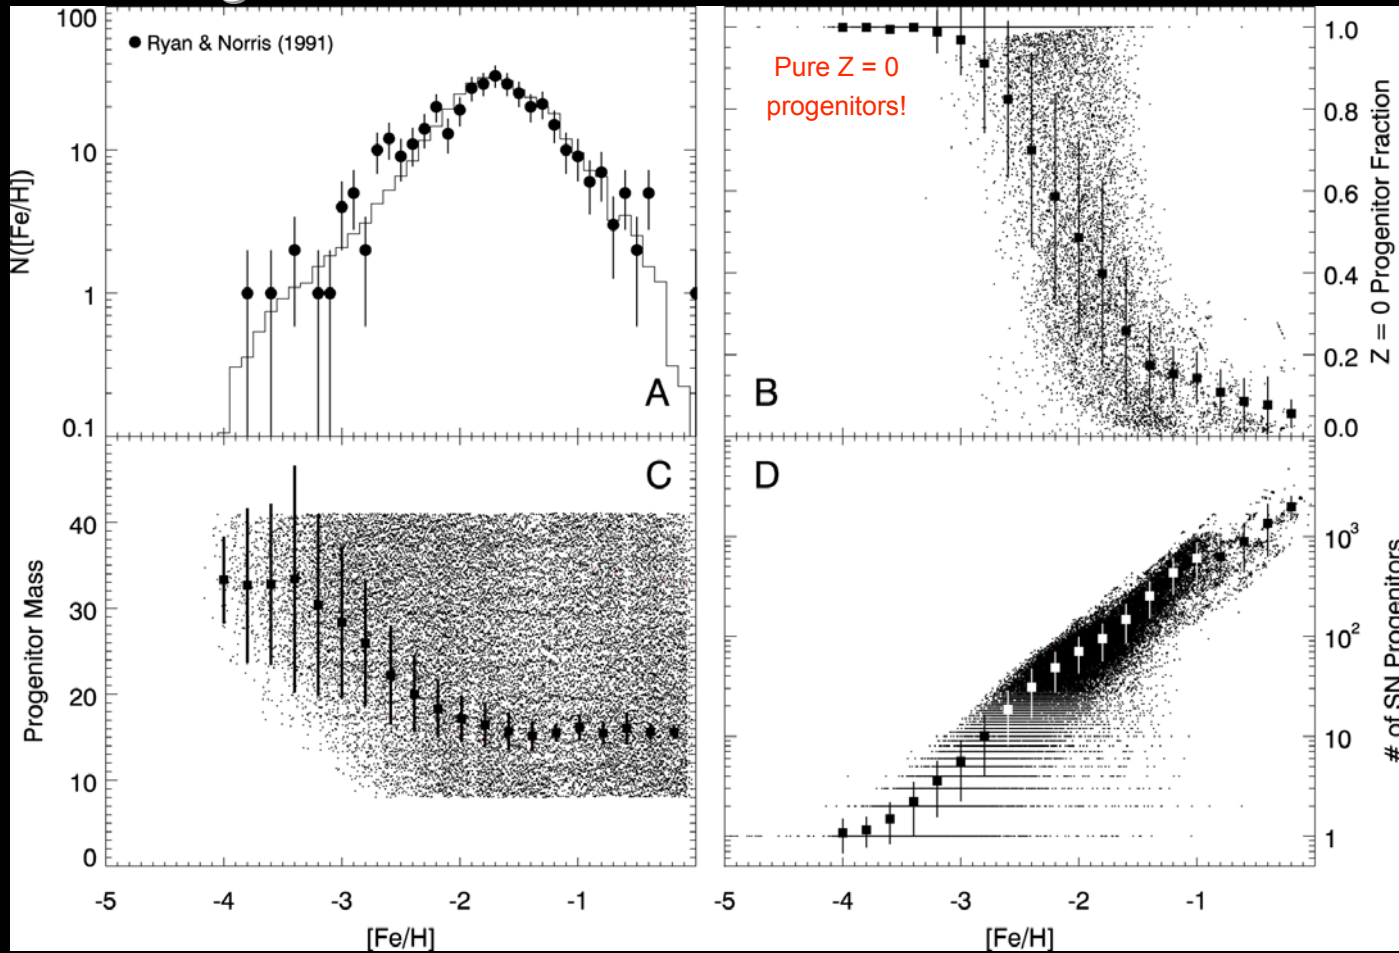 100
10
1
0.1
N([Fe/H])
Ryan & Norris (1991)
A
Pure Z = 0
progenitors!
B
1.0
0.8
0.6
0.4
0.2
0.0
Z = 0 Progenitor Fraction
40
30
20
10
0
Progenitor Mass
C
-5
-4
-3
-2
-1
[Fe/H]
D
10³
10²
10
1
# of SN Progenitors
-5
-4
-3
-2
-1
[Fe/H]